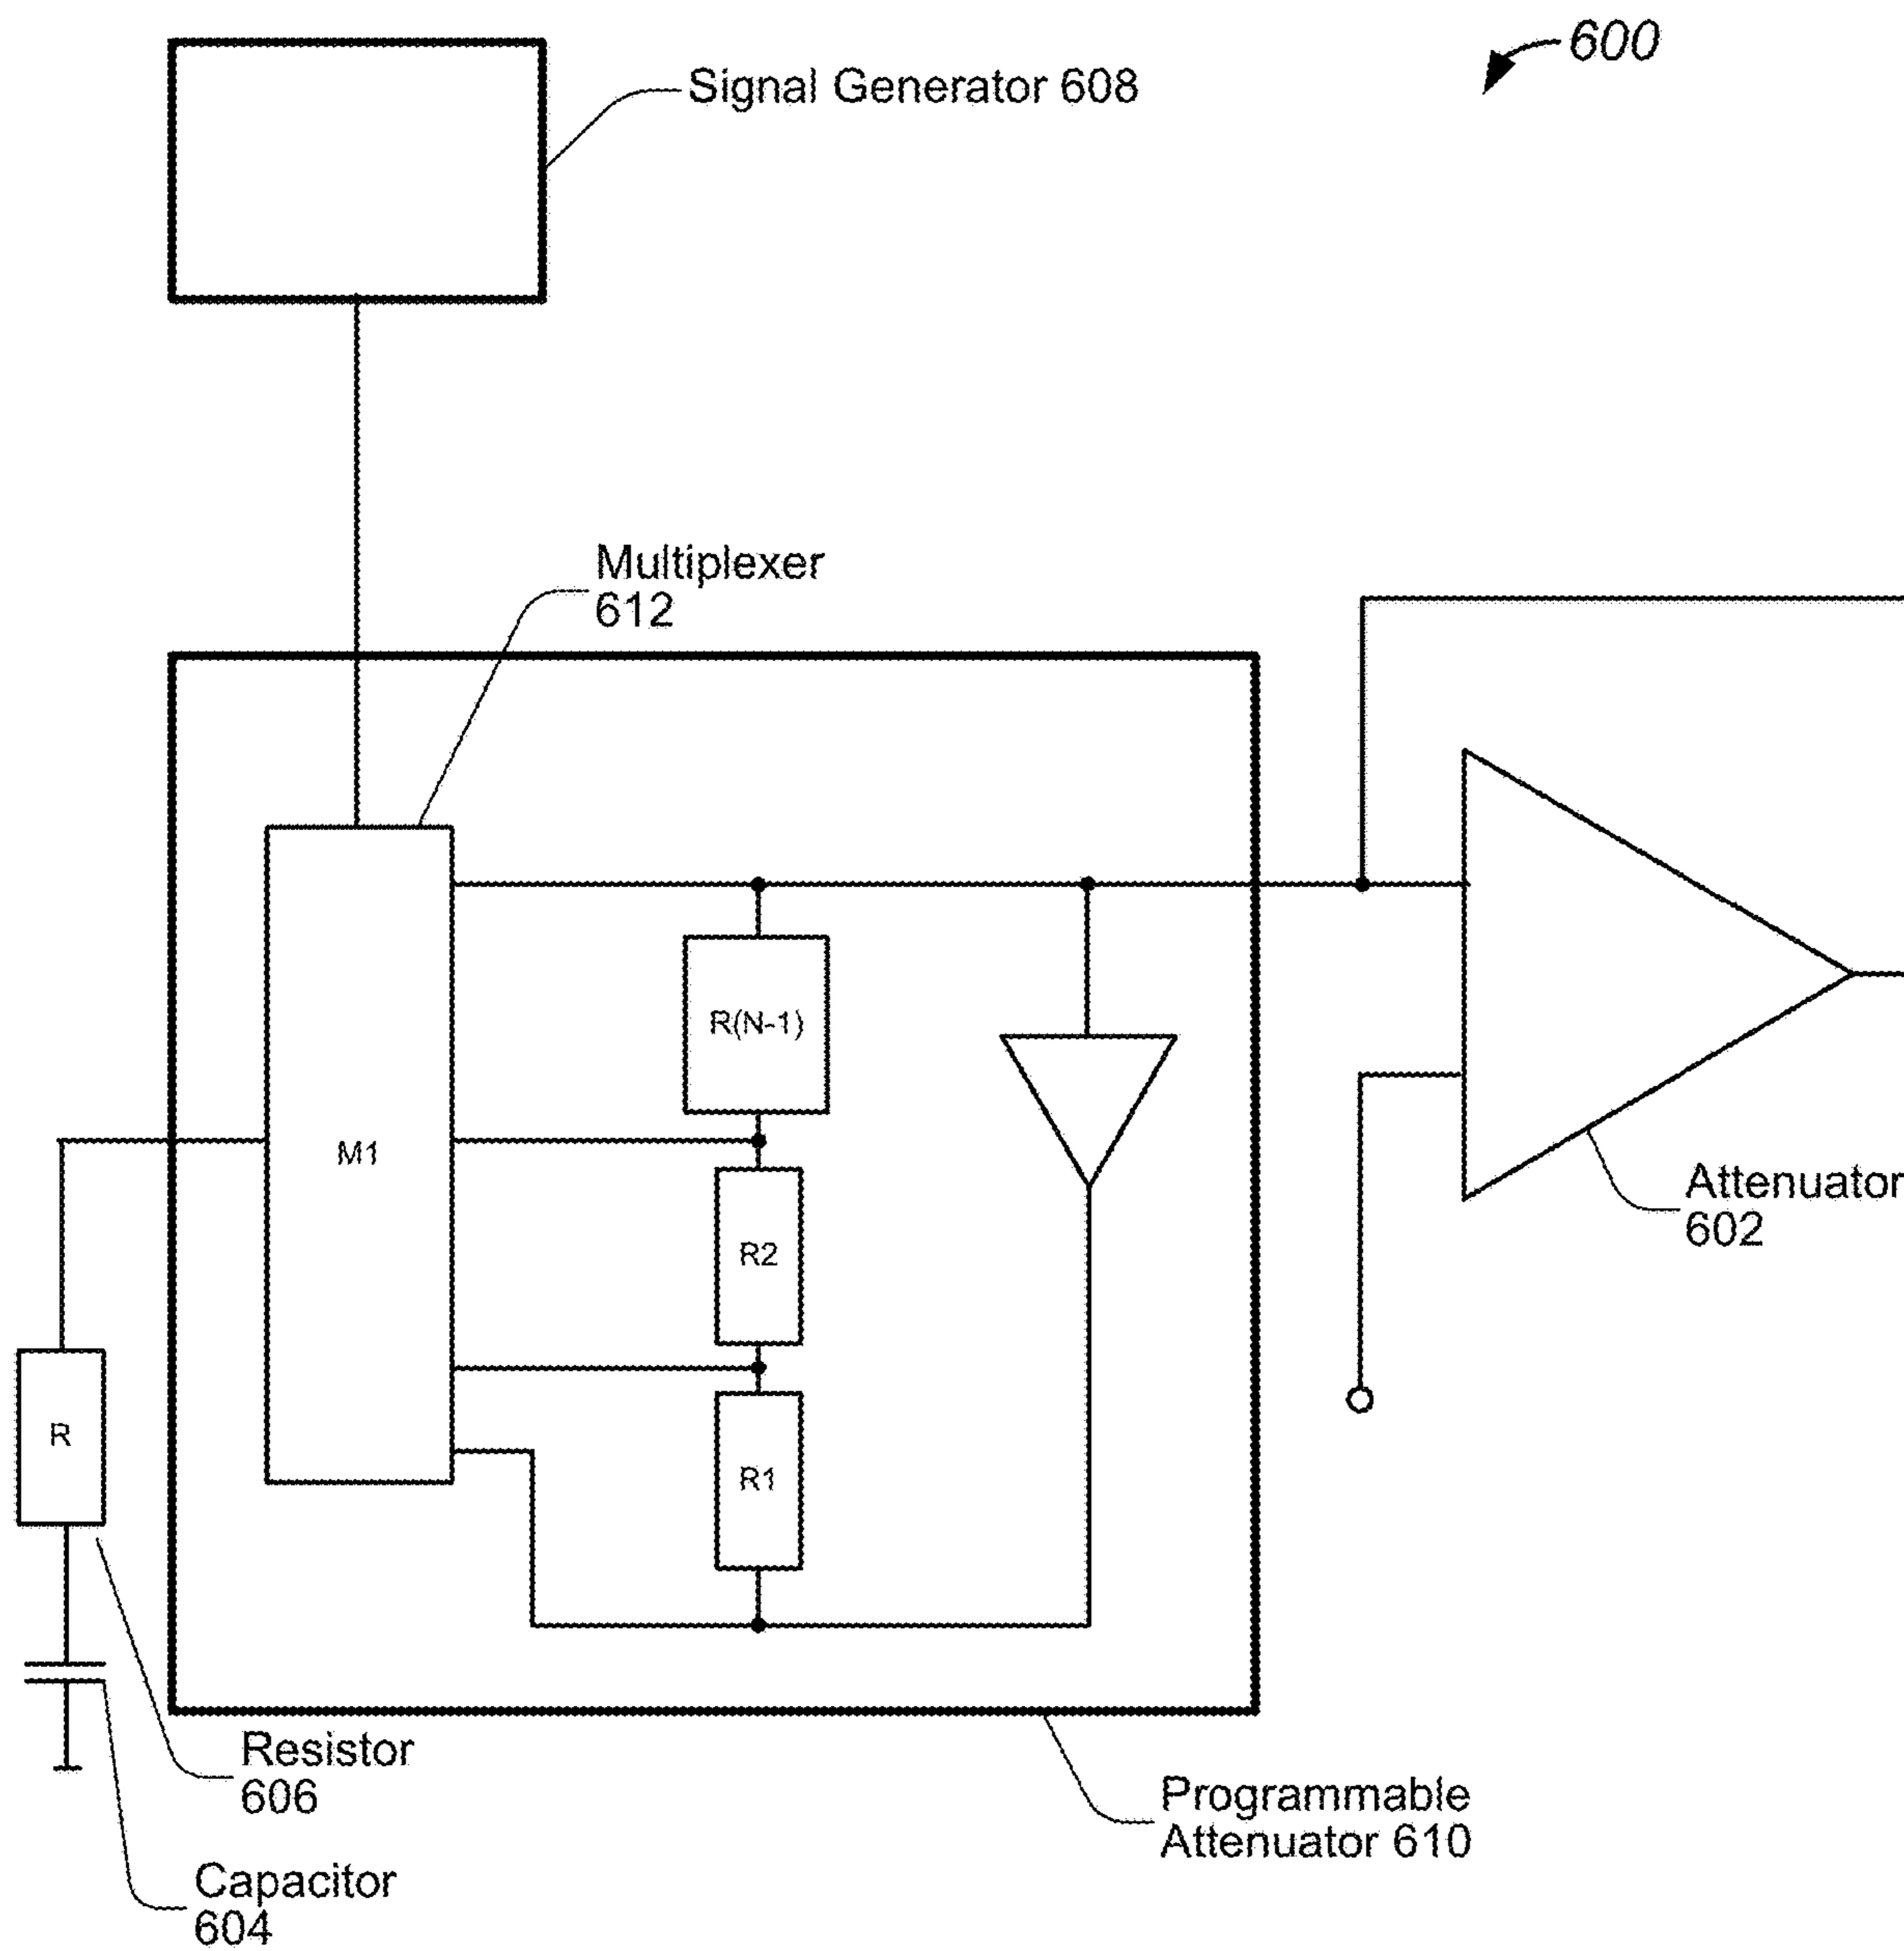 600
Signal Generator 608
Multiplexer
612
R(N-1)
M1
R2
Attenuator
602
R
R1
Resistor
606
Programmable
Attenuator 610
Capacitor
604